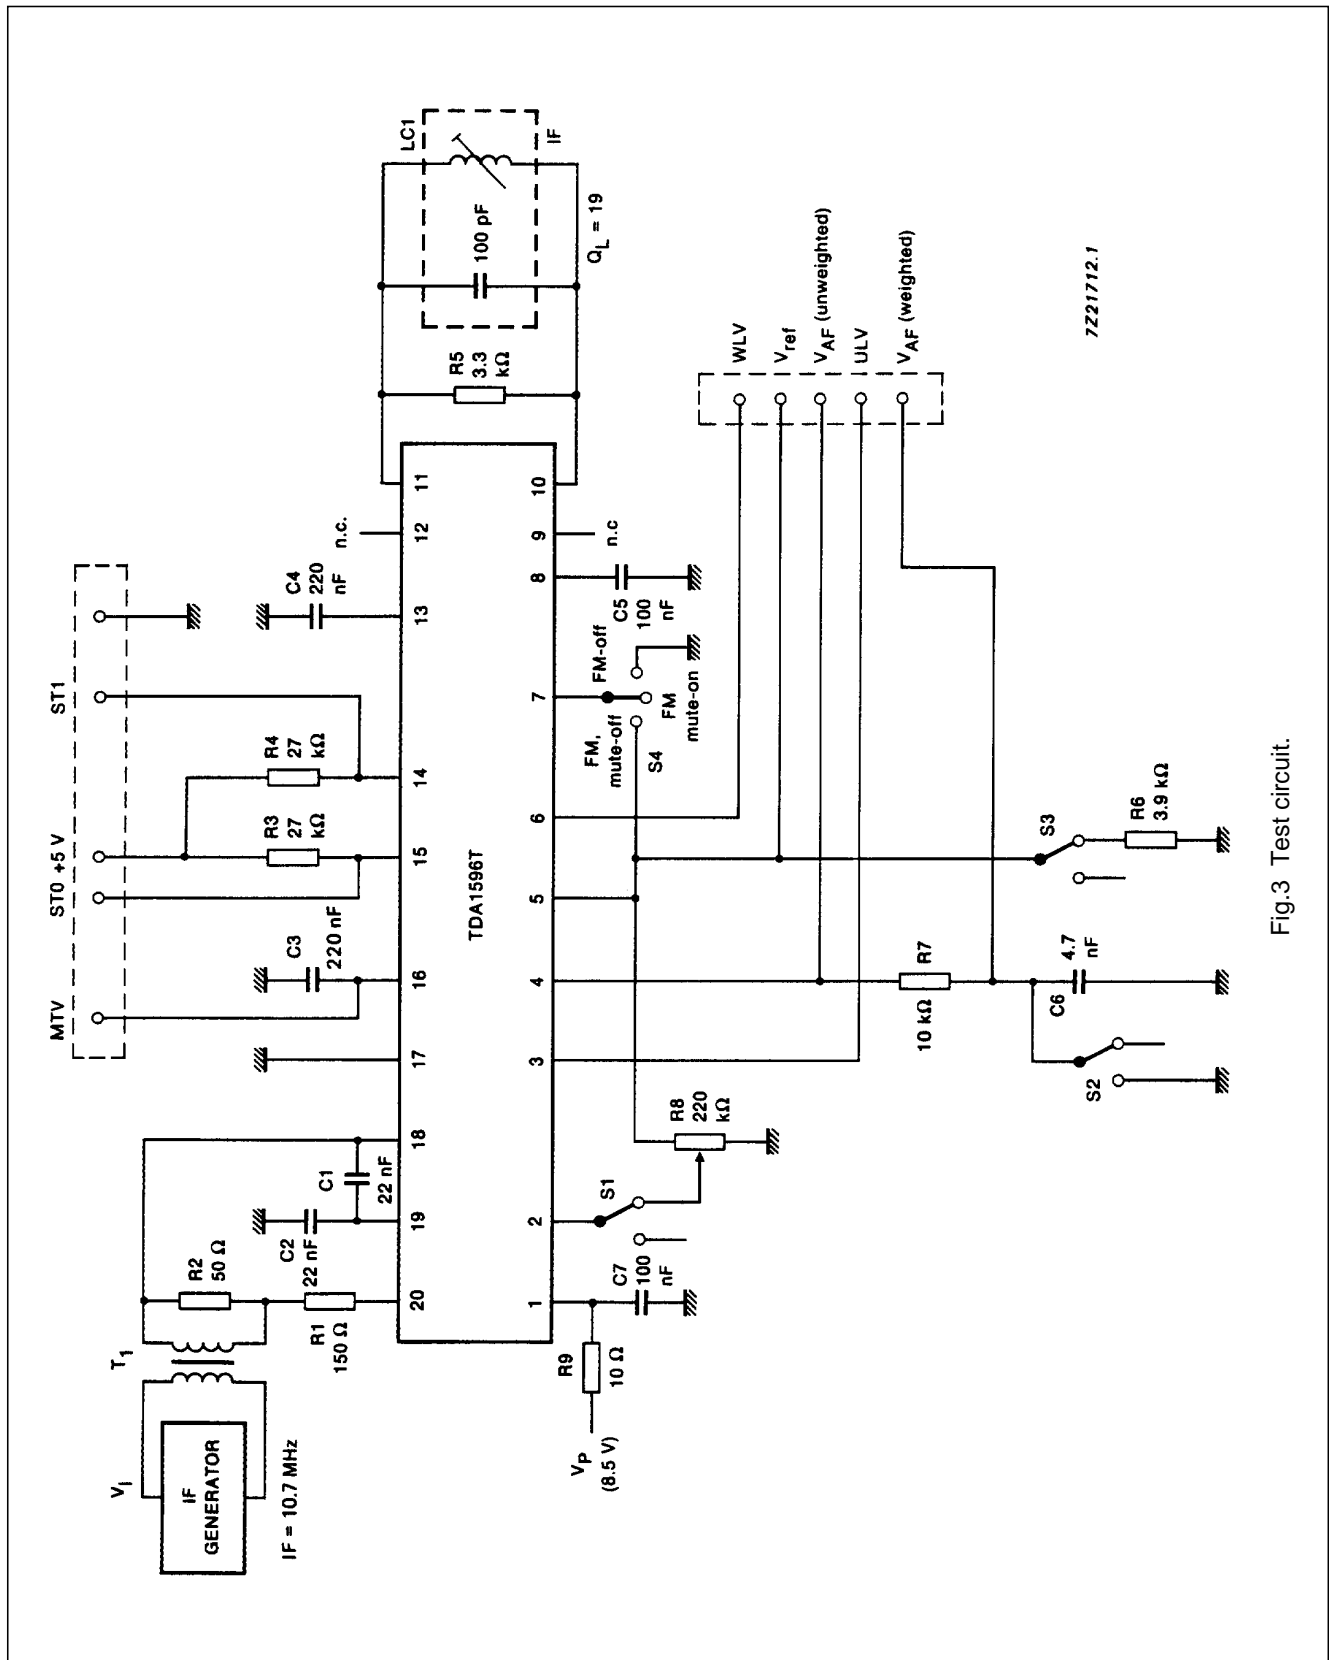 VI
IF
GENERATOR
IF = 10.7 MHz
T1
R2
50 Ω
R1
150 Ω
C2
22 nF
C1
22 nF
MTV
ST0 +5 V
ST1
C3
220 nF
R3
27
kΩ
R4
27
kΩ
C4
220
nF
n.c.
20
19
18
17
16
15
14
13
12
11
TDA1596T
1
2
3
4
5
6
7
8
9
10
LC1
100 pF
IF
R5
3.3
kΩ
QL = 19
VP
(8.5 V)
R9
10 Ω
C7
100
nF
S1
R8
220
kΩ
FM,
mute-off
FM-off
FM
mute-on
S4
C5
100
nF
n.c
WLV
Vref
VAF (unweighted)
ULV
VAF (weighted)
10 kΩ
R7
S2
C6
4.7
nF
S3
R6
3.9 kΩ
7Z21712.1
Fig.3 Test circuit.